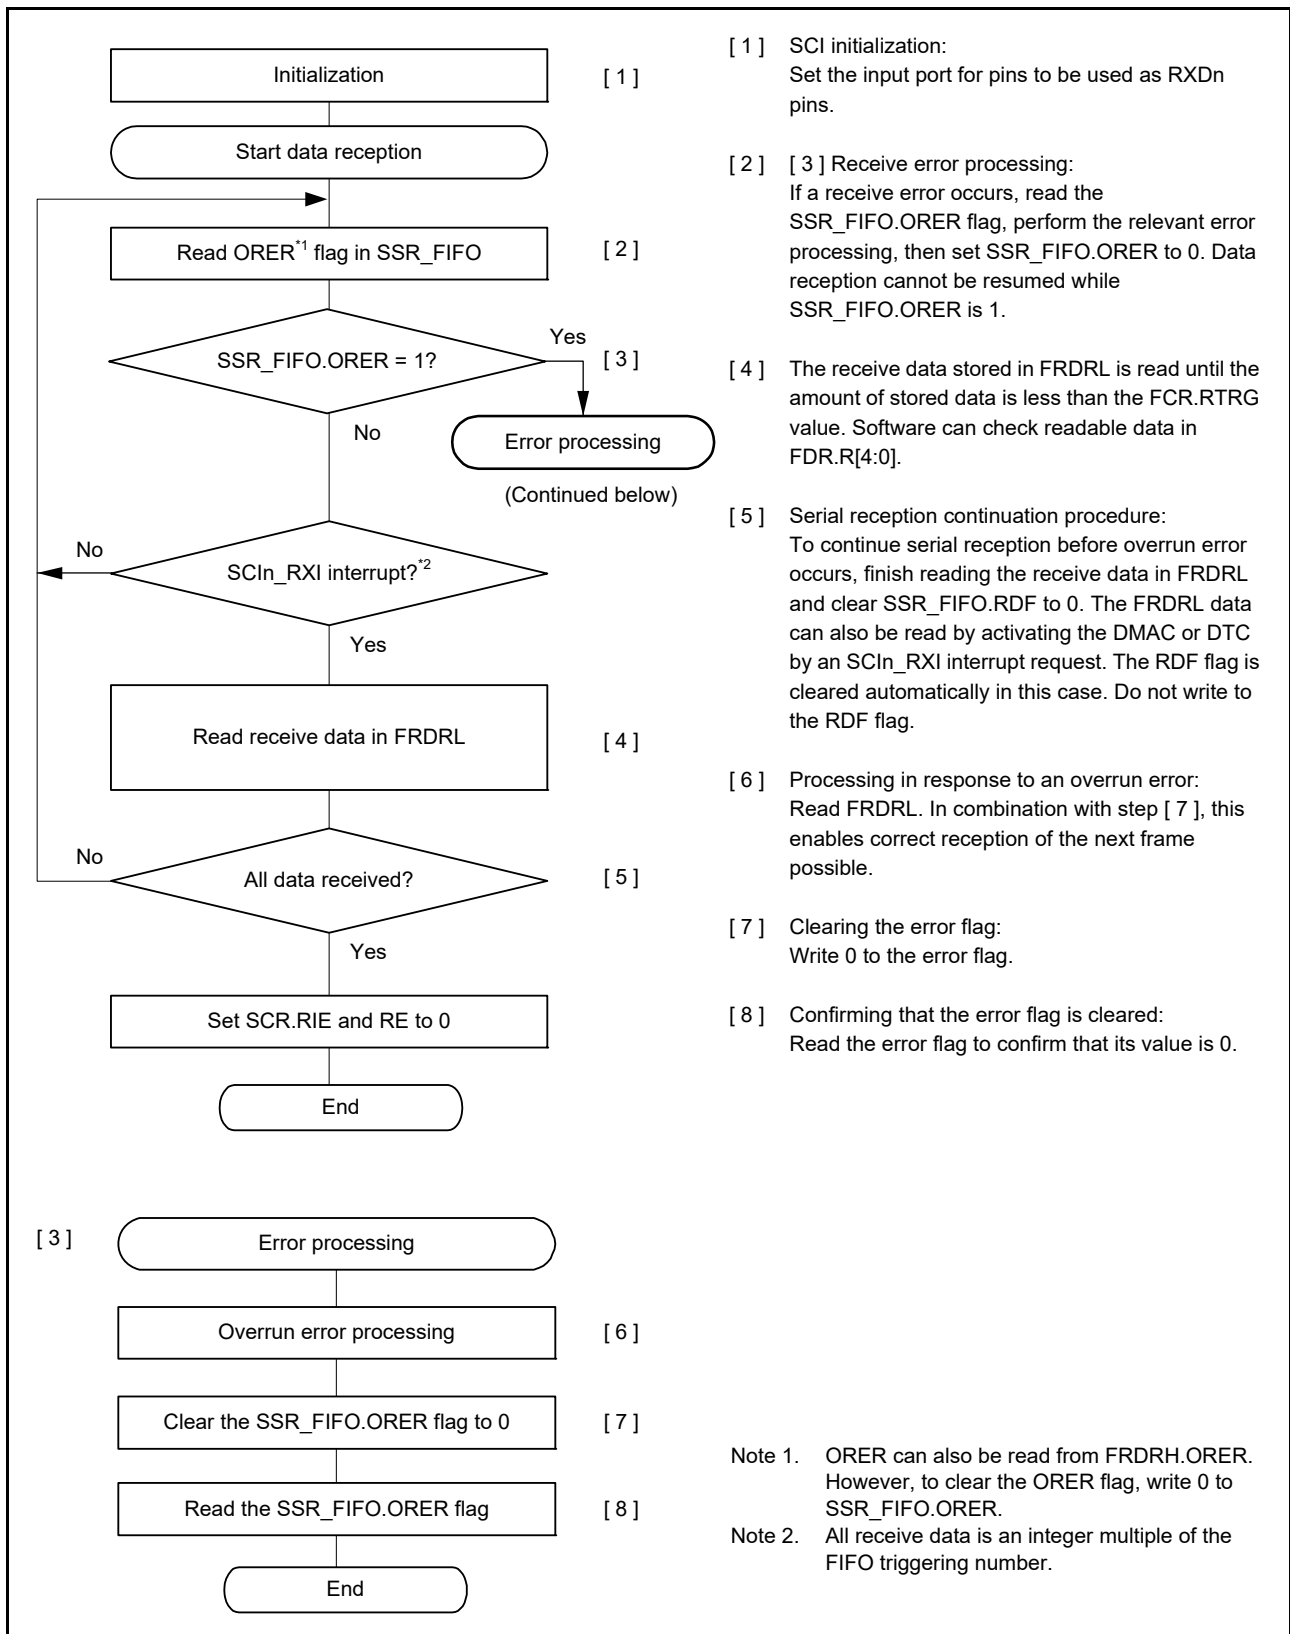 Initialization
[ 1 ]
Start data reception
Read ORER*1 flag in SSR_FIFO
[ 2 ]
SSR_FIFO.ORER = 1?
Yes
[ 3 ]
No
Error processing
(Continued below)
No
SCIn_RXI interrupt?*2
Yes
Read receive data in FRDRL
[ 4 ]
No
All data received?
[ 5 ]
Yes
Set SCR.RIE and RE to 0
End
[ 1 ] SCI initialization:
Set the input port for pins to be used as RXDn
pins.
[ 2 ] [ 3 ] Receive error processing:
If a receive error occurs, read the
SSR_FIFO.ORER flag, perform the relevant error
processing, then set SSR_FIFO.ORER to 0. Data
reception cannot be resumed while
SSR_FIFO.ORER is 1.
[ 4 ] The receive data stored in FRDRL is read until the
amount of stored data is less than the FCR.RTRG
value. Software can check readable data in
FDR.R[4:0].
[ 5 ] Serial reception continuation procedure:
To continue serial reception before overrun error
occurs, finish reading the receive data in FRDRL
and clear SSR_FIFO.RDF to 0. The FRDRL data
can also be read by activating the DMAC or DTC
by an SCIn_RXI interrupt request. The RDF flag is
cleared automatically in this case. Do not write to
the RDF flag.
[ 6 ] Processing in response to an overrun error:
Read FRDRL. In combination with step [ 7 ], this
enables correct reception of the next frame
possible.
[ 7 ] Clearing the error flag:
Write 0 to the error flag.
[ 8 ] Confirming that the error flag is cleared:
Read the error flag to confirm that its value is 0.
[ 3 ]
Error processing
Overrun error processing
[ 6 ]
Clear the SSR_FIFO.ORER flag to 0
[ 7 ]
Read the SSR_FIFO.ORER flag
[ 8 ]
End
Note 1. ORER can also be read from FRDRH.ORER.
However, to clear the ORER flag, write 0 to
SSR_FIFO.ORER.
Note 2. All receive data is an integer multiple of the
FIFO triggering number.